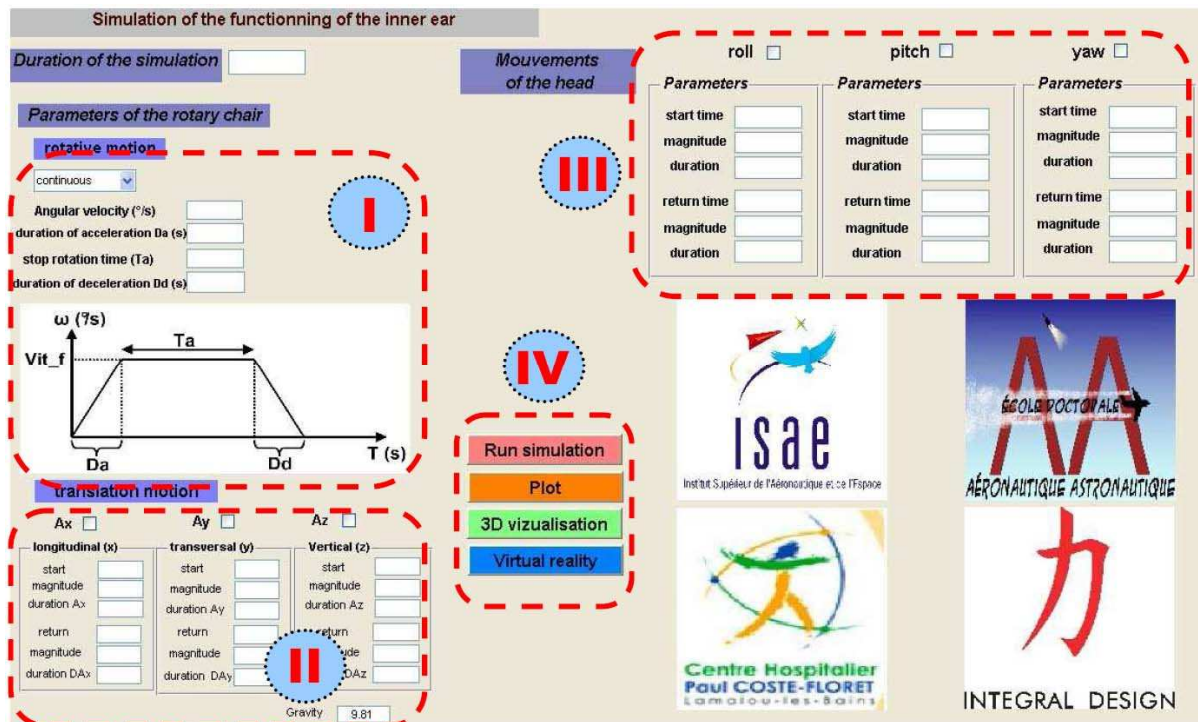 Simulation of the functionning of the inner ear
Duration of the simulation
Parameters of the rotary chair
rotative motion
continuous
I
Angular velocity (°/s)
duration of acceleration Da (s)
stop rotation time (Ta)
duration of deceleration Dd (s)
ω (°/s)
Ta
Vit_f
Da
Dd
T (s)
translation motion
Ax
Ay
Az
longitudinal (x)
start
magnitude
duration Ax
return
magnitude
duration DAx
transversal (y)
start
magnitude
duration Ay
return
magnitude
duration DAy
Vertical (z)
start
magnitude
duration Az
return
DAz
II
Gravity 9.81
Mouvements
of the head
III
roll
Parameters
start time
magnitude
duration
return time
magnitude
duration
pitch
Parameters
start time
magnitude
duration
return time
magnitude
duration
yaw
Parameters
start time
magnitude
duration
return time
magnitude
duration
IV
Run simulation
Plot
3D vizualisation
Virtual reality
isae
Institut Supérieur de l'Aéronautique et de l'Espace
AA
ÉCOLE DOCTORALE
AÉRONAUTIQUE ASTRONAUTIQUE
Centre Hospitalier
Paul COSTE-FLORET
Lamalou-les-Bains
力
INTEGRAL DESIGN